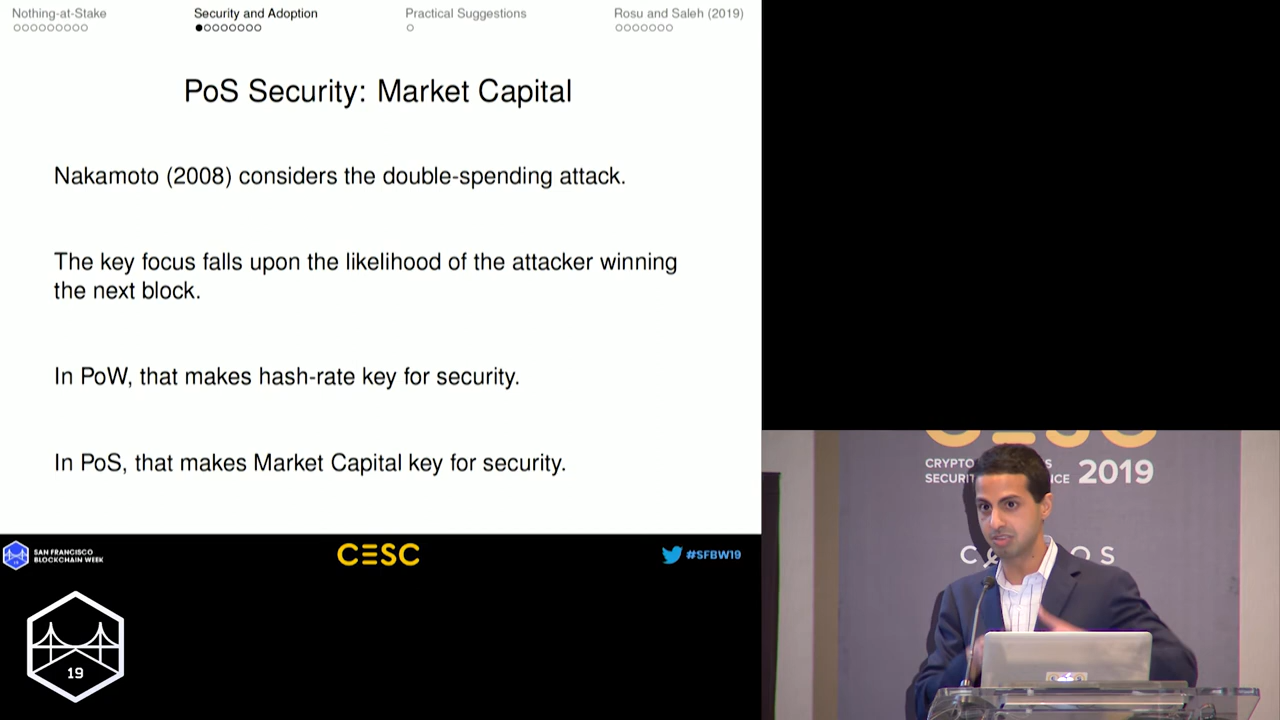 Nothing-at-Stake
Security and Adoption
Practical Suggestions
Rosu and Saleh (2019)
PoS Security: Market Capital
Nakamoto (2008) considers the double-spending attack.
The key focus falls upon the likelihood of the attacker winning
the next block.
In PoW, that makes hash-rate key for security.
In PoS, that makes Market Capital key for security.
SAN FRANCISCO
BLOCKCHAIN WEEK
CESC
#SFBW19
19
CESC
CRYPTO
SECURI
2019